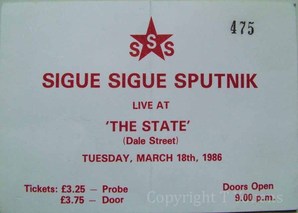 475
SSS
SIGUE SIGUE SPUTNIK
LIVE AT
'THE STATE'
(Dale Street)
TUESDAY, MARCH 18th, 1986
Tickets: £3.25 – Probe
£3.75 – Door
Doors Open
9.00 p.m.
Copyright